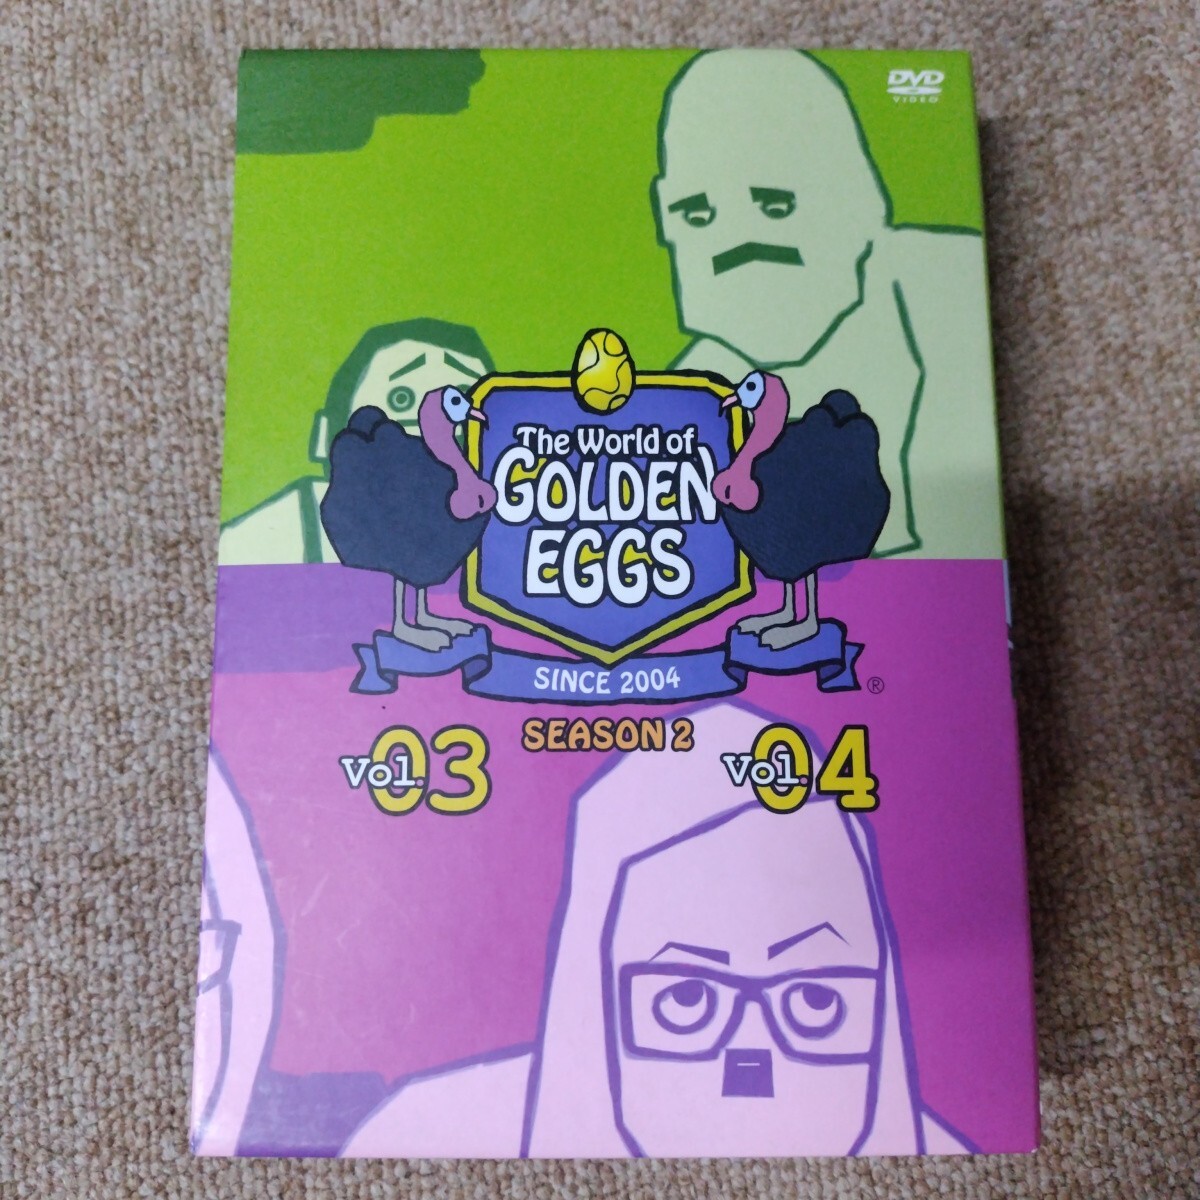 DVD
VIDEO
The World of
GOLDEN
EGGS
SINCE 2004
®
SEASON 2
Vol.03
Vol.04